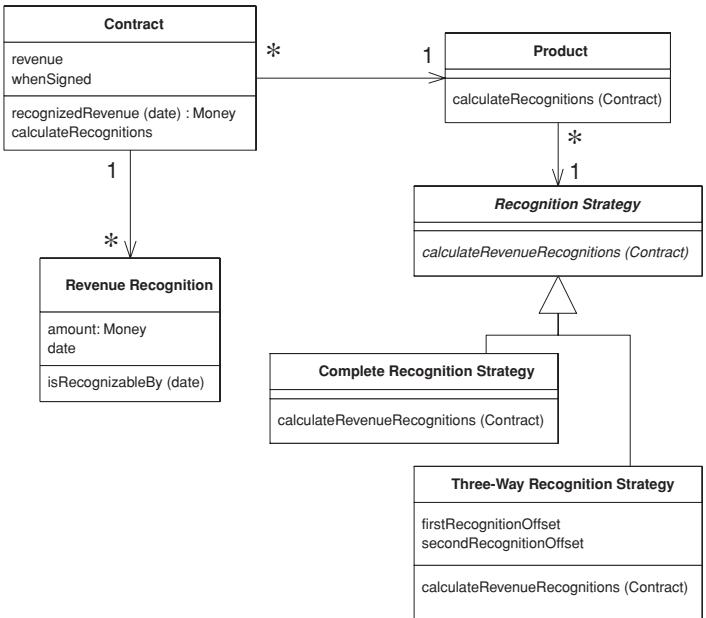 Contract
revenue
whenSigned
recognizedRevenue (date) : Money
calculateRecognitions
*
1
Product
calculateRecognitions (Contract)
*
1
1
*
Recognition Strategy
calculateRevenueRecognitions (Contract)
Revenue Recognition
amount: Money
date
isRecognizableBy (date)
Complete Recognition Strategy
calculateRevenueRecognitions (Contract)
Three-Way Recognition Strategy
firstRecognitionOffset
secondRecognitionOffset
calculateRevenueRecognitions (Contract)